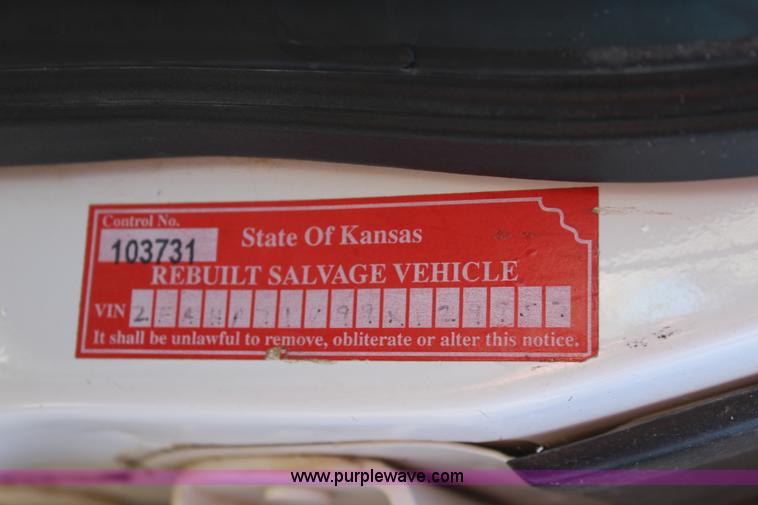 Control No.
103731
State Of Kansas
REBUILT SALVAGE VEHICLE
VIN
It shall be unlawful to remove, obliterate or alter this notice.
www.purplewave.com